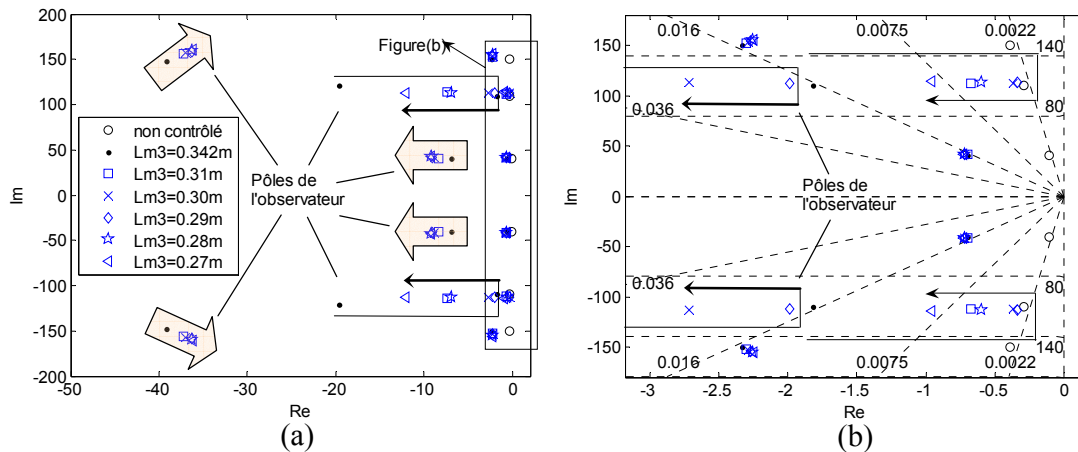 200
150
100
50
0
-50
-100
-150
-200
Im
-50
-40
-30
-20
-10
0
Re
Figure(b)
non contrôlé
Lm3=0.342m
Lm3=0.31m
Lm3=0.30m
Lm3=0.29m
Lm3=0.28m
Lm3=0.27m
Pôles de
l'observateur
(a)
150
100
50
0
-50
-100
-150
Im
-3
-2.5
-2
-1.5
-1
-0.5
0
Re
0.016
0.0075
0.0022
140
0.036
80
Pôles de
l'observateur
0.036
80
0.016
0.0075
0.0022
140
(b)